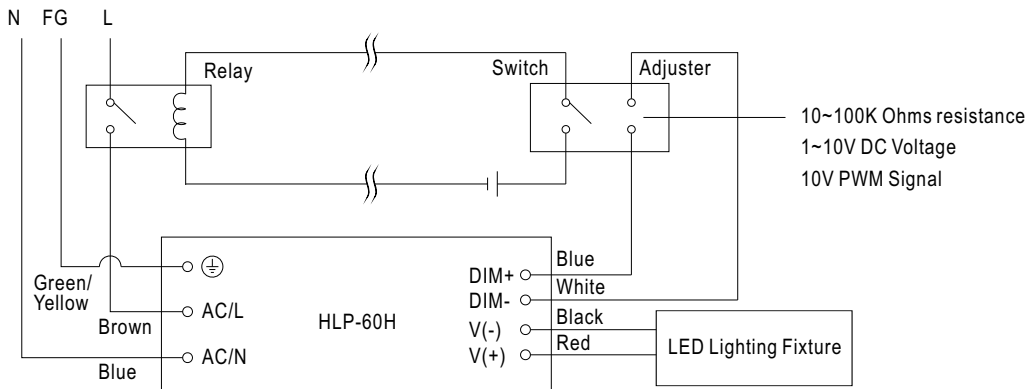 N FG L
Relay
Switch
Adjuster
10~100K Ohms resistance
1~10V DC Voltage
10V PWM Signal
Green/
Yellow
Brown
Blue
AC/L
AC/N
HLP-60H
DIM+
DIM-
V(-)
V(+)
Blue
White
Black
Red
LED Lighting Fixture